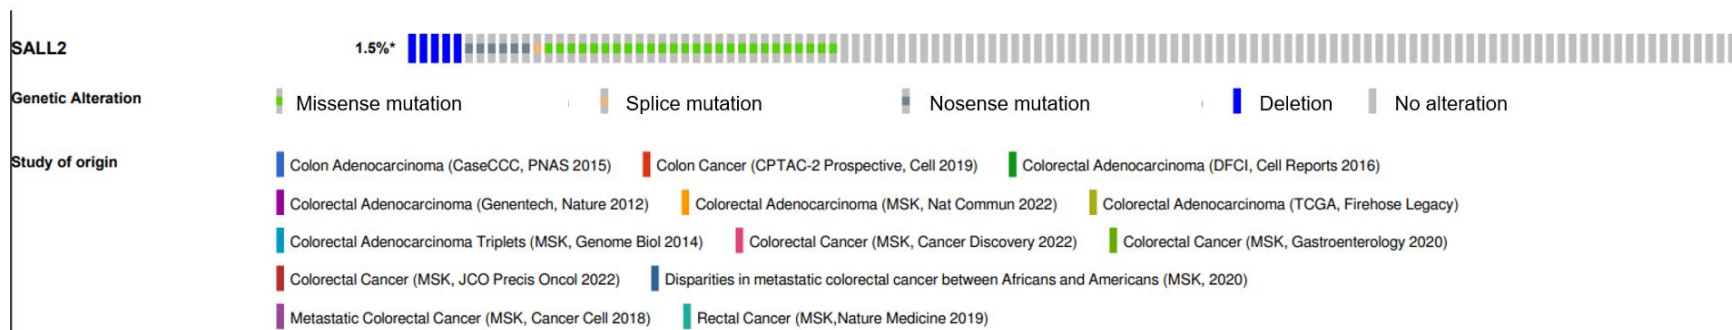 SALL2 1.5%*
Genetic Alteration Missense mutation Splice mutation Nosense mutation Deletion No alteration
Study of origin Colon Adenocarcinoma (CaseCCC, PNAS 2015) Colon Cancer (CPTAC-2 Prospective, Cell 2019) Colorectal Adenocarcinoma (DFCI, Cell Reports 2016)
Colorectal Adenocarcinoma (Genentech, Nature 2012) Colorectal Adenocarcinoma (MSK, Nat Commun 2022) Colorectal Adenocarcinoma (TCGA, Firehose Legacy)
Colorectal Adenocarcinoma Triplets (MSK, Genome Biol 2014) Colorectal Cancer (MSK, Cancer Discovery 2022) Colorectal Cancer (MSK, Gastroenterology 2020)
Colorectal Cancer (MSK, JCO Precis Oncol 2022) Disparities in metastatic colorectal cancer between Africans and Americans (MSK, 2020)
Metastatic Colorectal Cancer (MSK, Cancer Cell 2018) Rectal Cancer (MSK,Nature Medicine 2019)